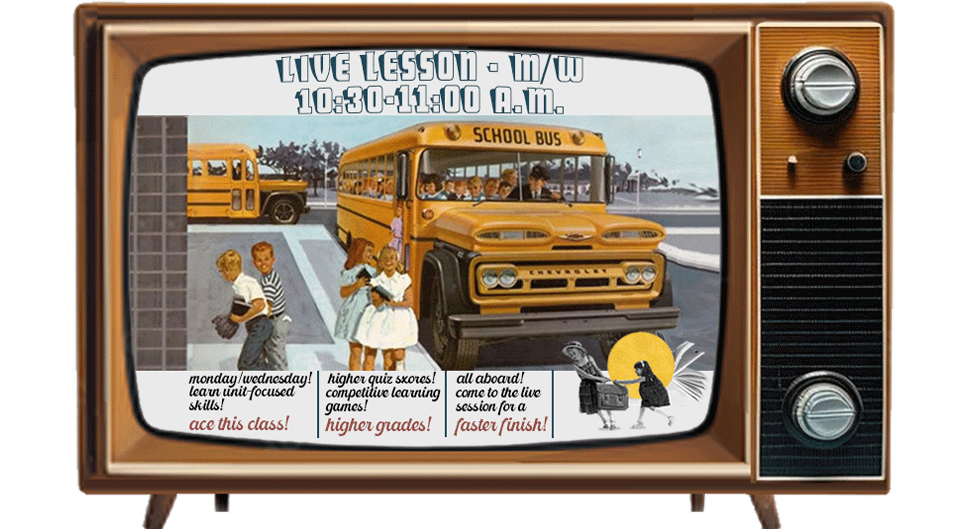 LIVE LESSON - M/W
10:30-11:00 A.M.
SCHOOL BUS
CHEVROLET
monday/wednesday!
learn unit-focused
skills!
ace this class!
higher quiz skores!
competitive learning
games!
higher grades!
all aboard!
come to the live
session for a
faster finish!